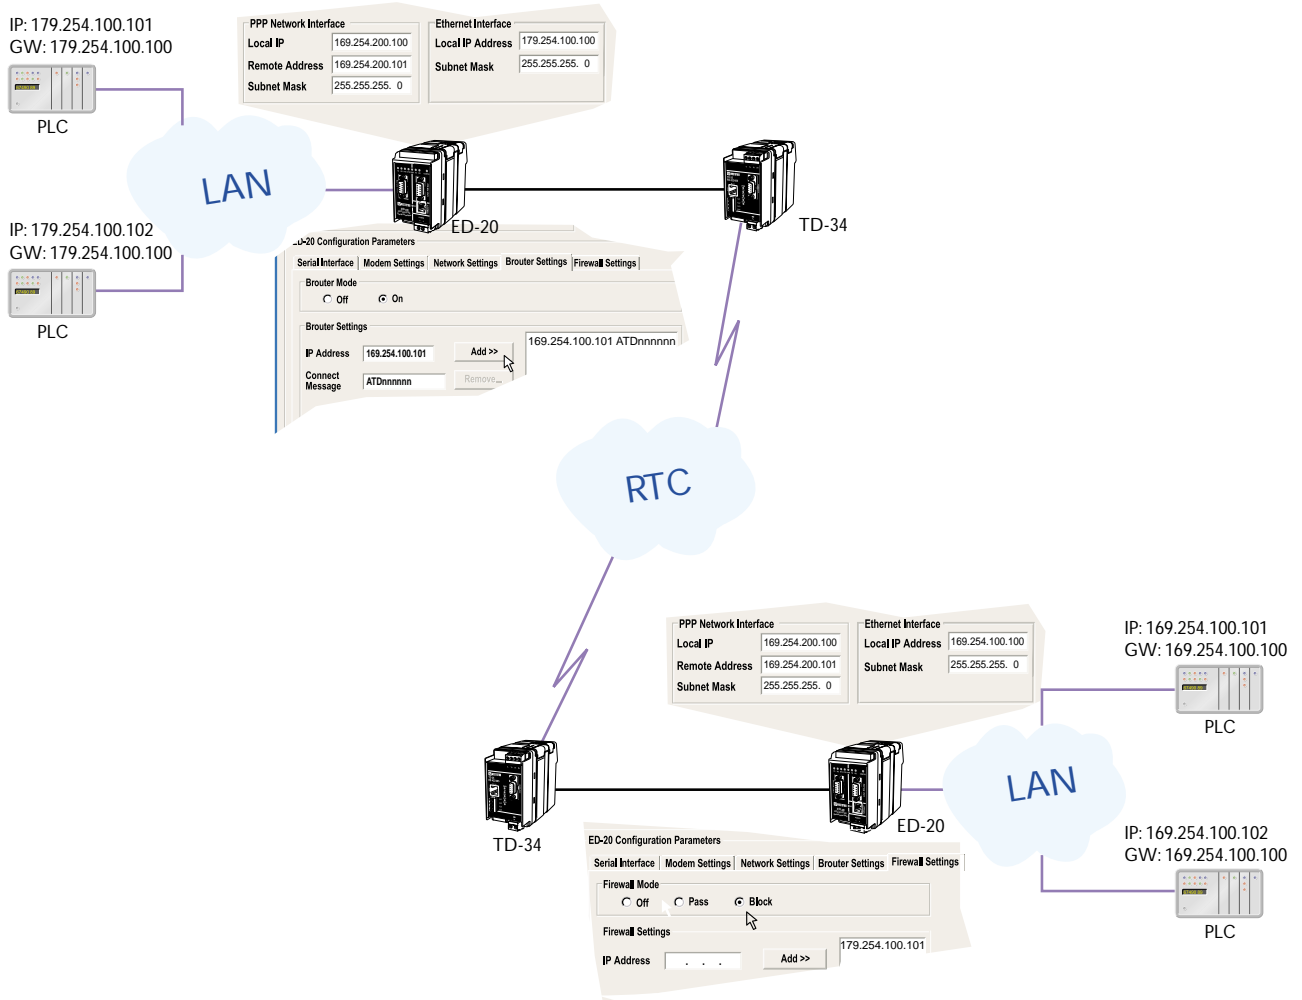 IP: 179.254.100.101
GW: 179.254.100.100
PLC
PPP Network Interface
Local IP 169.254.200.100
Remote Address 169.254.200.101
Subnet Mask 255.255.255. 0
Ethernet Interface
Local IP Address 179.254.100.100
Subnet Mask 255.255.255. 0
LAN
ED-20
TD-34
IP: 179.254.100.102
GW: 179.254.100.100
PLC
ED-20 Configuration Parameters
Serial Interface Modem Settings Network Settings Brouter Settings Firewall Settings
Brouter Mode
Off On
Brouter Settings
IP Address 169.254.100.101 Add >>
169.254.100.101 ATDnnnnnn
Connect
Message ATDnnnnnn Remove...
RTC
PPP Network Interface
Local IP 169.254.200.100
Remote Address 169.254.200.101
Subnet Mask 255.255.255. 0
Ethernet Interface
Local IP Address 169.254.100.100
Subnet Mask 255.255.255. 0
IP: 169.254.100.101
GW: 169.254.100.100
PLC
LAN
TD-34
ED-20
IP: 169.254.100.102
GW: 169.254.100.100
PLC
ED-20 Configuration Parameters
Serial Interface Modem Settings Network Settings Brouter Settings Firewall Settings
Firewall Mode
Off Pass Block
Firewall Settings
IP Address . . . Add >>
179.254.100.101